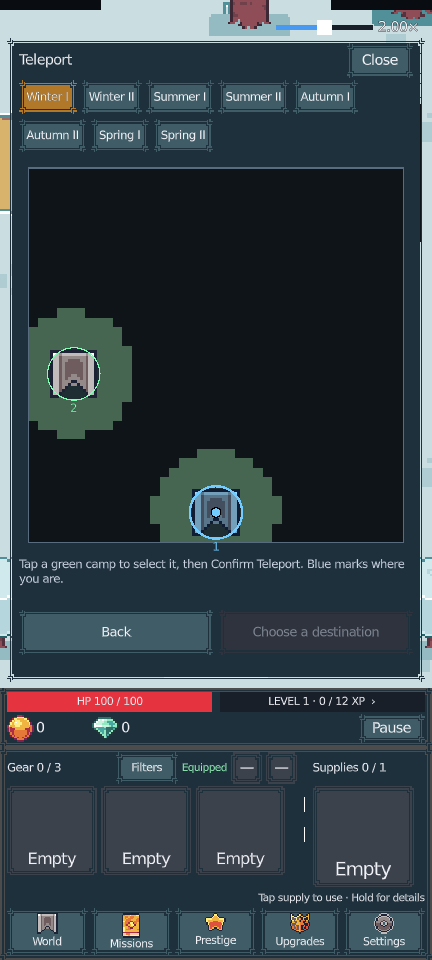 2.00×
Teleport
Close
Winter I
Winter II
Summer I
Summer II
Autumn I
Autumn II
Spring I
Spring II
2
1
Tap a green camp to select it, then Confirm Teleport. Blue marks where
you are.
Back
Choose a destination
HP 100 / 100
LEVEL 1 · 0 / 12 XP ›
0
0
Pause
Gear 0 / 3
Filters
Equipped
—
—
Supplies 0 / 1
Empty
Empty
Empty
Empty
Tap supply to use · Hold for details
World
Missions
Prestige
Upgrades
Settings